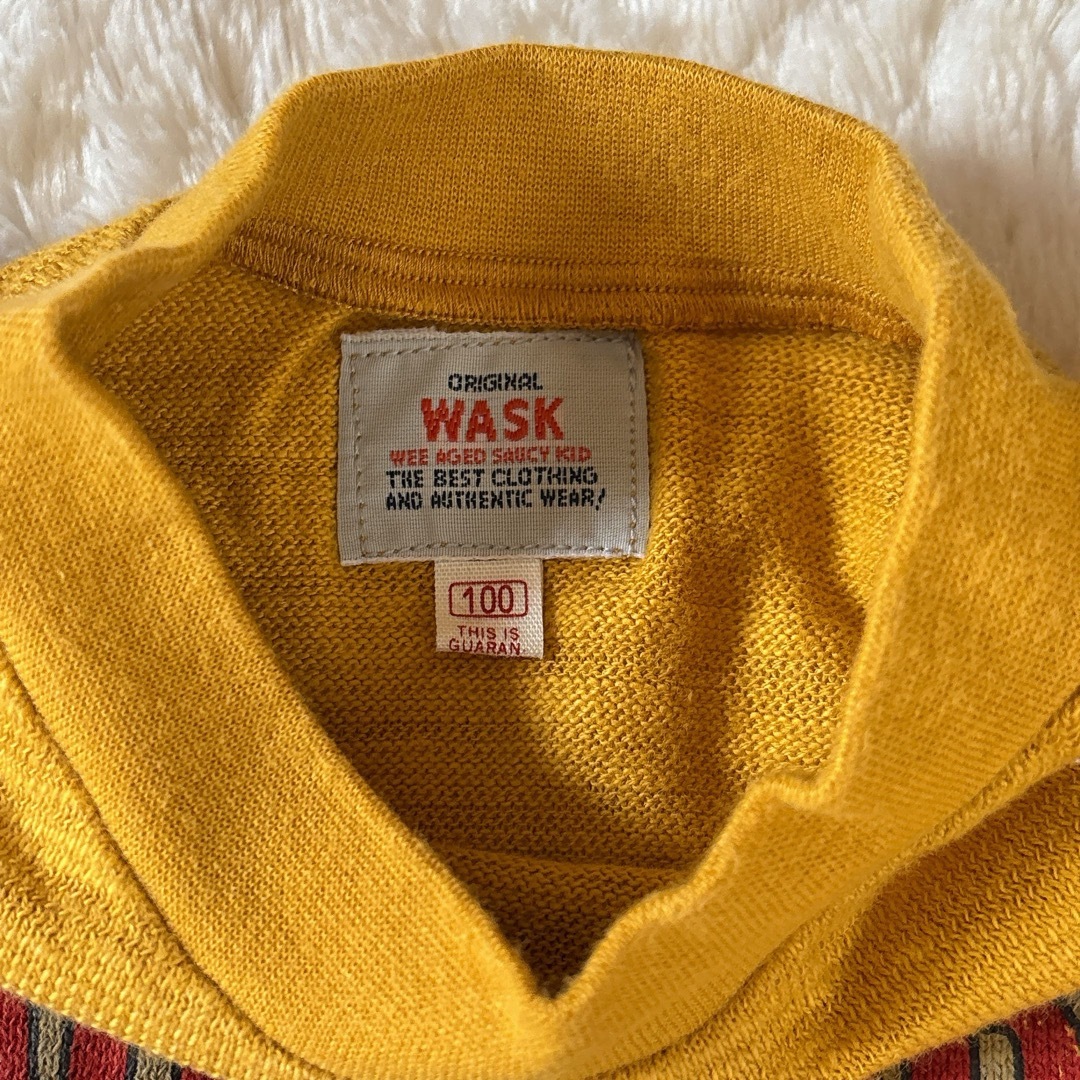 ORIGINAL
WASK
WEE AGED SAUCY KID
THE BEST CLOTHING
AND AUTHENTIC WEAR!
100
THIS IS
GUARAN